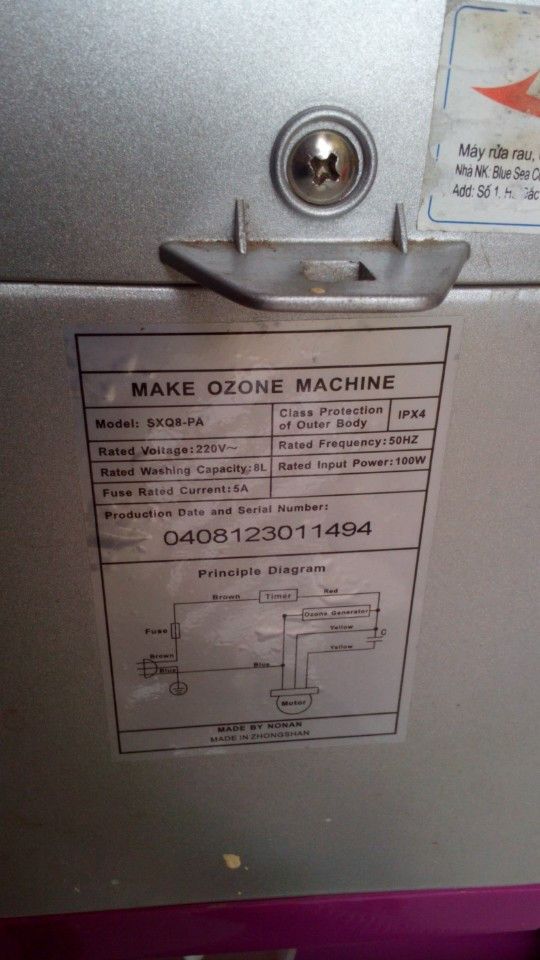 Máy rửa rau,
Nhà NK. Blue Sea
Add: Số 1,
MAKE OZONE MACHINE
Model: SXQ8-PA
Class Protection of Outer Body
IPX4
Rated Voltage:220V~
Rated Frequency:50HZ
Rated Washing Capacity:8L
Rated Input Power:100W
Fuse Rated Current:5A
Production Date and Serial Number:
0408123011494
Principle Diagram
Brown
Timer
Red
Ozone Generator
Fuse
Yellow
C
Brown
Yellow
Blue
Blue
Motor
MADE BY NONAN
MADE IN ZHONGSHAN